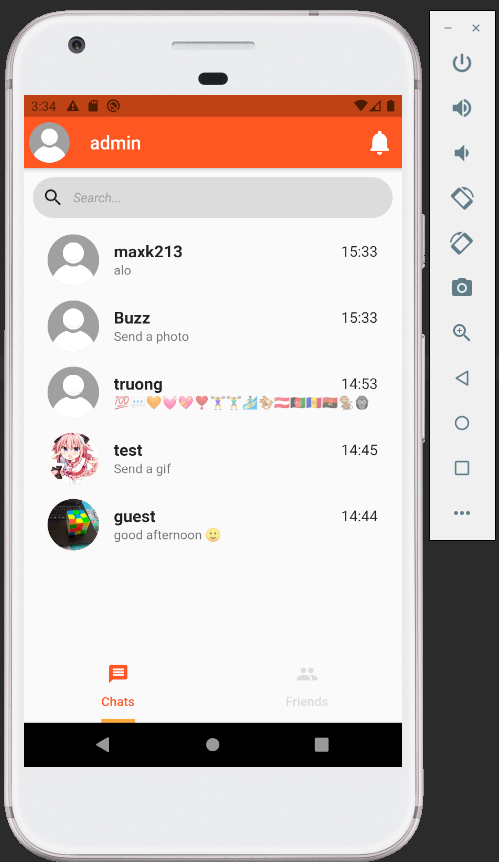 3:34
admin
Search...
maxk213 15:33
alo
Buzz 15:33
Send a photo
truong 14:53
💯💬🧡💓💖❣️🏋️‍♀️🏋️‍♂️🏄‍♂️🐒🇦🇹🇦🇫🇦🇩🇦🇴🐒🦍
test 14:45
Send a gif
guest 14:44
good afternoon 🙂
Chats Friends